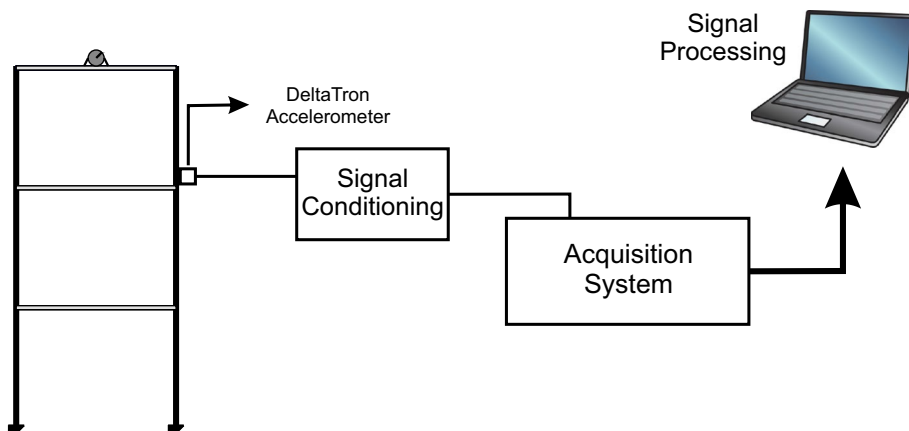 Signal
Processing
DeltaTron
Accelerometer
Signal
Conditioning
Acquisition
System